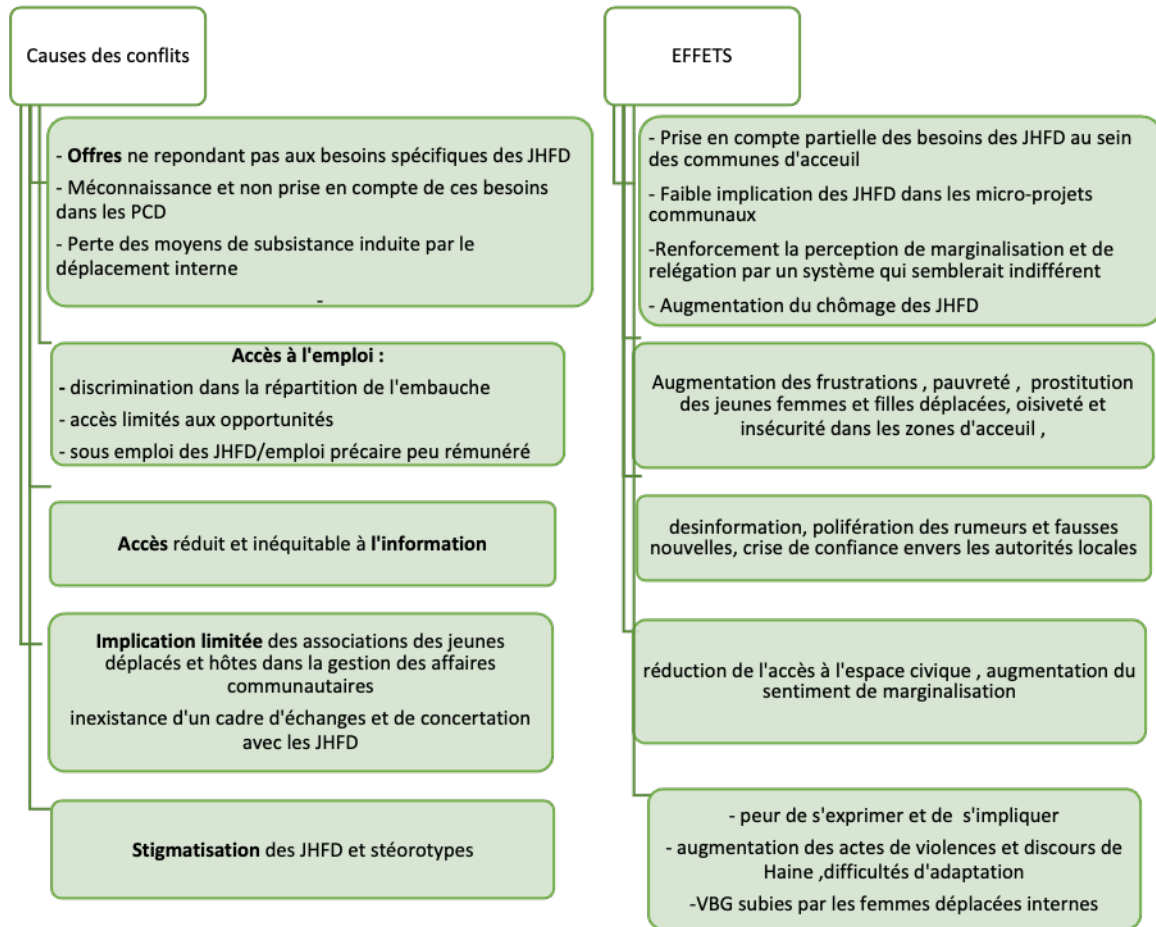 Causes des conflits
- Offres ne repondant pas aux besoins spécifiques des JHFD
- Méconnaissance et non prise en compte de ces besoins
dans les PCD
- Perte des moyens de subsistance induite par le
déplacement interne
-
Accès à l'emploi :
- discrimination dans la répartition de l'embauche
- accès limités aux opportunités
- sous emploi des JHFD/emploi précaire peu rémunéré
Accès réduit et inéquitable à l'information
Implication limitée des associations des jeunes
déplacés et hôtes dans la gestion des affaires
communautaires
inexistance d'un cadre d'échanges et de concertation
avec les JHFD
Stigmatisation des JHFD et stéorotypes
EFFETS
- Prise en compte partielle des besoins des JHFD au sein
des communes d'acceuil
- Faible implication des JHFD dans les micro-projets
communaux
-Renforcement la perception de marginalisation et de
relégation par un système qui semblerait indifférent
- Augmentation du chômage des JHFD
Augmentation des frustrations , pauvreté , prostitution
des jeunes femmes et filles déplacées, oisiveté et
insécurité dans les zones d'acceuil ,
desinformation, polifération des rumeurs et fausses
nouvelles, crise de confiance envers les autorités locales
réduction de l'accès à l'espace civique , augmentation du
sentiment de marginalisation
- peur de s'exprimer et de s'impliquer
- augmentation des actes de violences et discours de
Haine ,difficultés d'adaptation
-VBG subies par les femmes déplacées internes